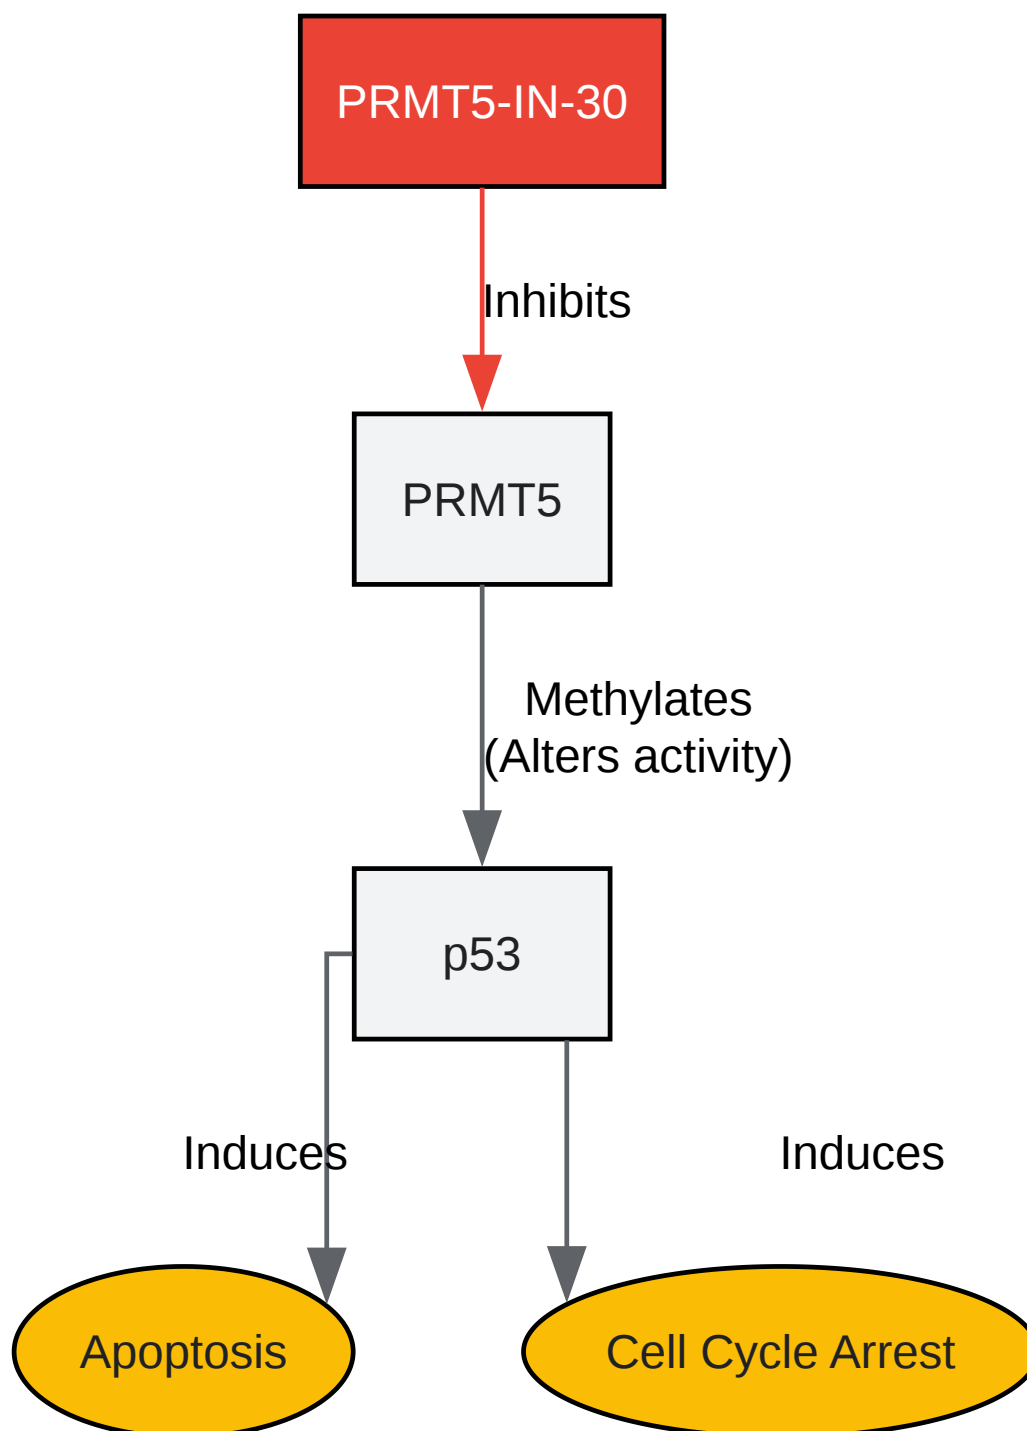 PRMT5-IN-30
Inhibits
PRMT5
Methylates
(Alters activity)
p53
Induces
Induces
Apoptosis
Cell Cycle Arrest